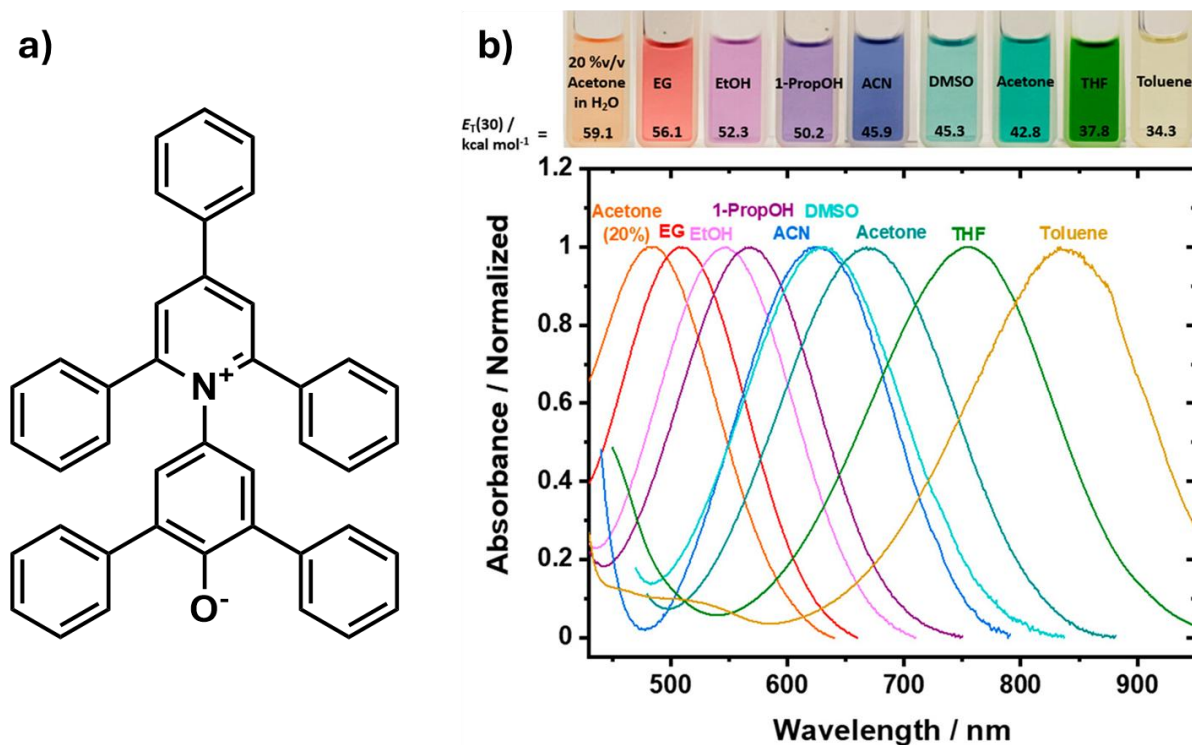 a)
N+
O-
b)
20 %v/v
Acetone
in H₂O
EG
EtOH
1-PropOH
ACN
DMSO
Acetone
THF
Toluene
E_T(30) /
kcal mol⁻¹ =
59.1
56.1
52.3
50.2
45.9
45.3
42.8
37.8
34.3
Absorbance / Normalized
1.2
1
0.8
0.6
0.4
0.2
0
Acetone
(20%)
EG
EtOH
1-PropOH
ACN
DMSO
Acetone
THF
Toluene
500
600
700
800
900
Wavelength / nm